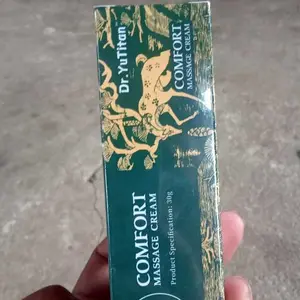 Dr.YuTitan
COMFORT
MASSAGE CREAM
COMFORT
MASSAGE CREAM
Product Specification: 30g